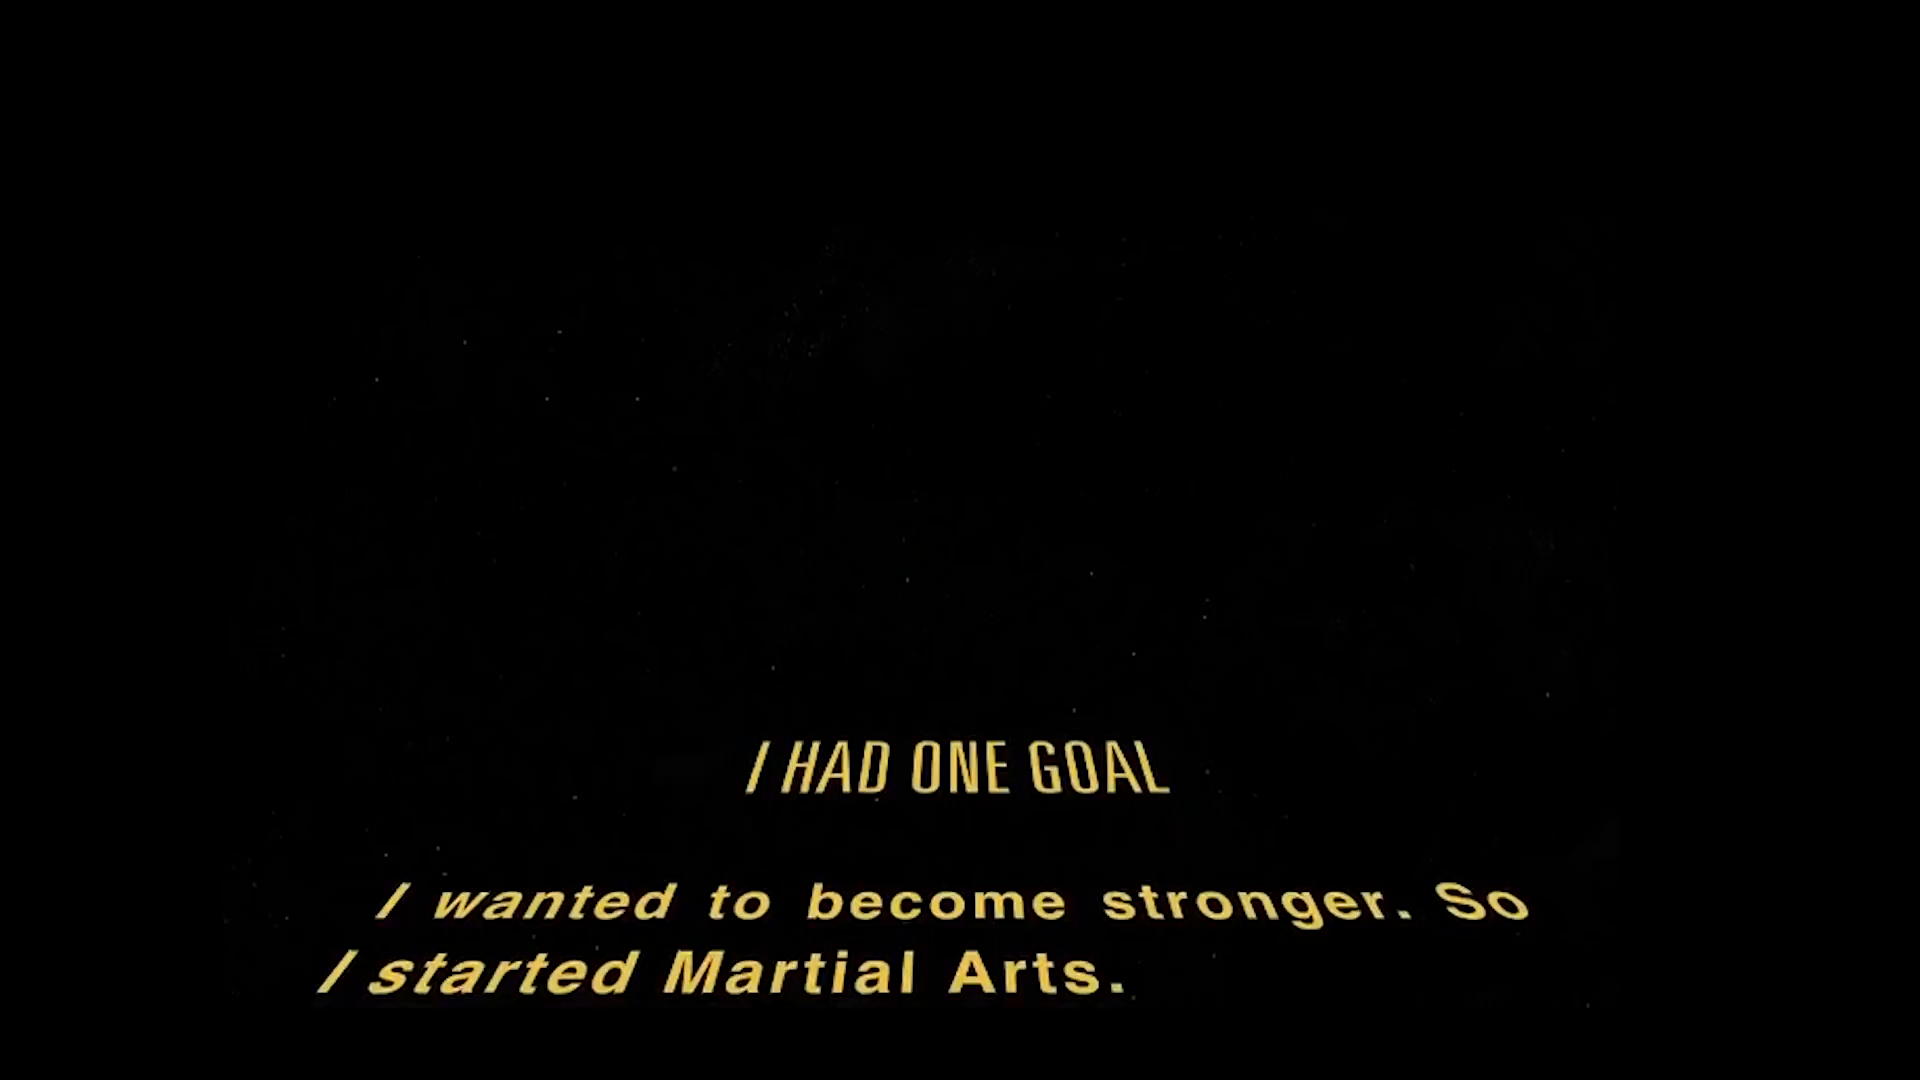 I HAD ONE GOAL
I wanted to become stronger. So
I started Martial Arts.